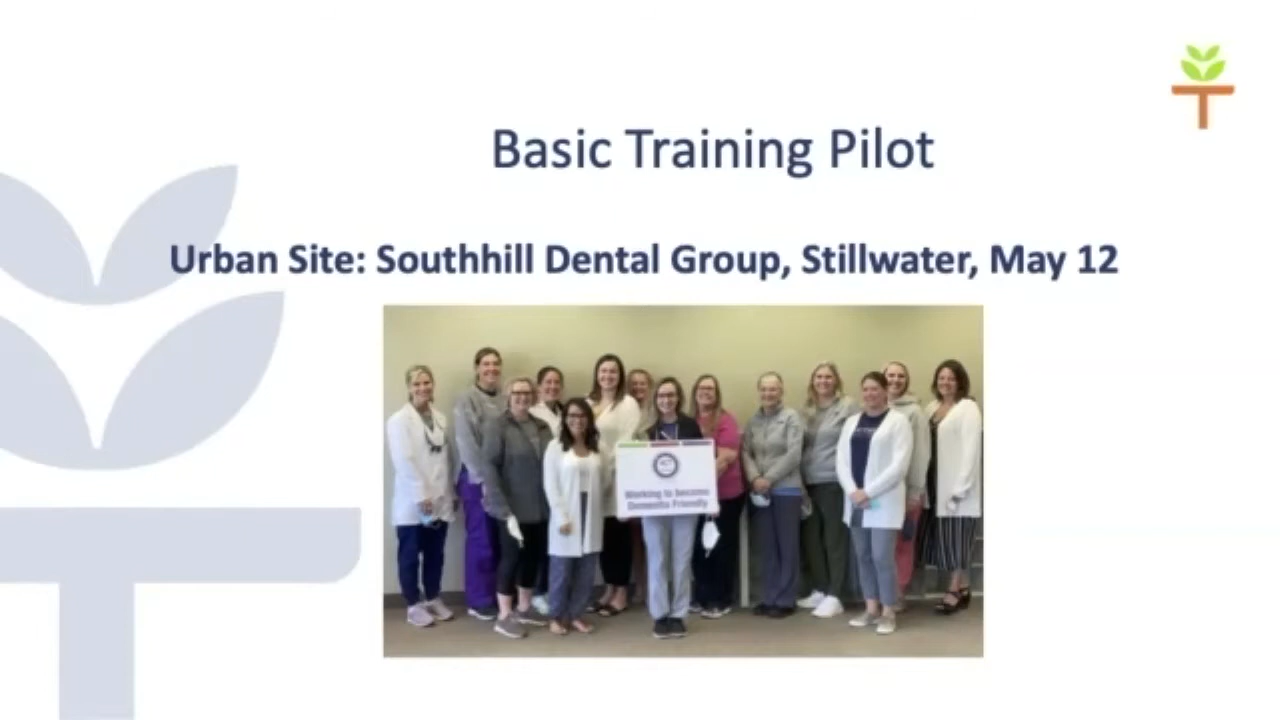 Basic Training Pilot
Urban Site: Southhill Dental Group, Stillwater, May 12
Working to become
Dementia Friendly